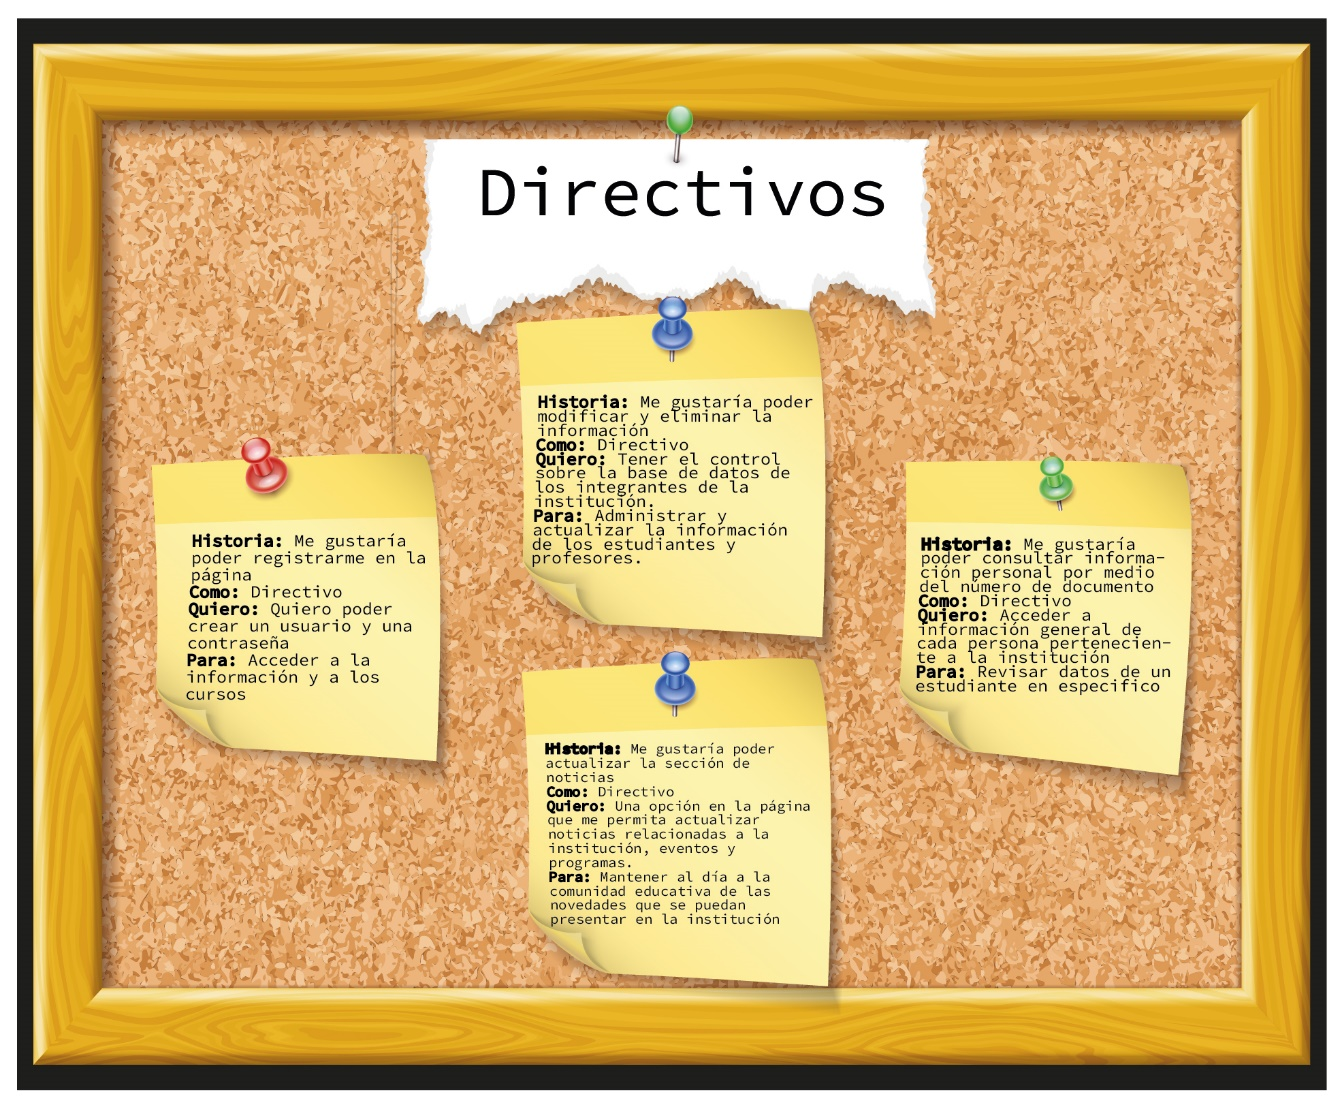 Directivos
Historia: Me gustaría poder
modificar y eliminar la
información
Como: Directivo
Quiero: Tener el control
sobre la base de datos de
los integrantes de la
institución.
Para: Administrar y
actualizar la información
de los estudiantes y
profesores.
Historia: Me gustaría
poder registrarme en la
página
Como: Directivo
Quiero: Quiero poder
crear un usuario y una
contraseña
Para: Acceder a la
información y a los
cursos
Historia: Me gustaría
poder consultar informa-
ción personal por medio
del número de documento
Como: Directivo
Quiero: Acceder a
información general de
cada persona pertenecien-
te a la institución
Para: Revisar datos de un
estudiante en especifico
Historia: Me gustaría poder
actualizar la sección de
noticias
Como: Directivo
Quiero: Una opción en la página
que me permita actualizar
noticias relacionadas a la
institución, eventos y
programas.
Para: Mantener al día a la
comunidad educativa de las
novedades que se puedan
presentar en la institución